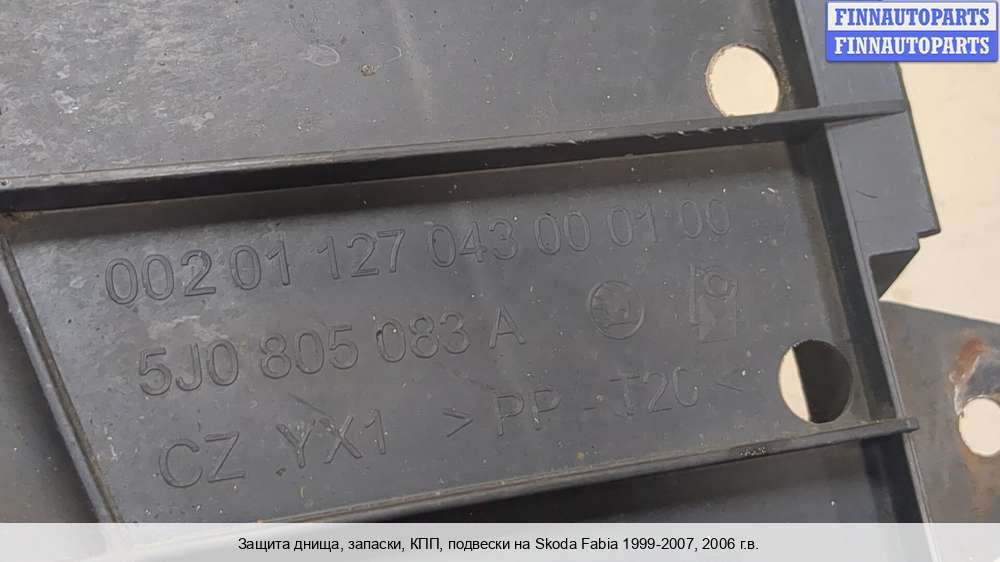 FINNAUTOPARTS
FINNAUTOPARTS
002 01 127 043 00 01 00
5J0 805 083 A
CZ YX1 >PP-T20<
Защита днища, запаски, КПП, подвески на Skoda Fabia 1999-2007, 2006 г.в.